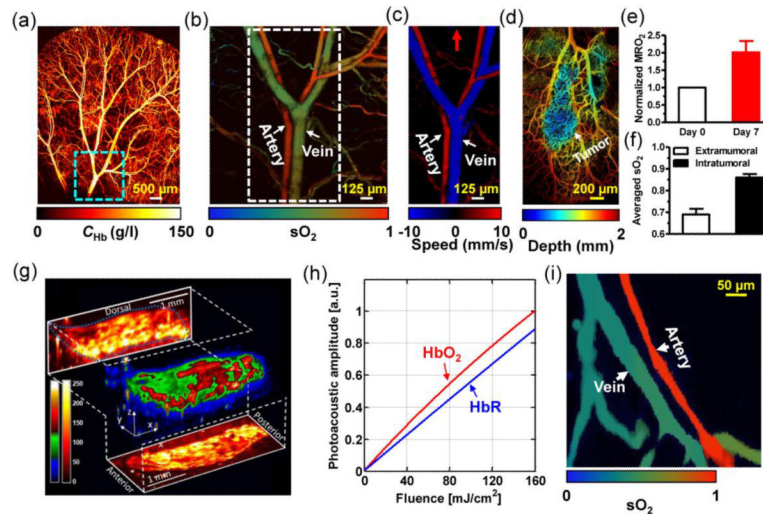 (a)
500 µm
0 C_Hb (g/l) 150
(b)
Artery
Vein
125 µm
0 sO₂ 1
(c)
Artery
Vein
125 µm
-10 0 10
Speed (mm/s)
(d)
Tumor
200 µm
0 2
Depth (mm)
(e)
Normalized MRO₂
2.5
2.0
1.5
1.0
0.5
0.0
Day 0 Day 7
(f)
Averaged sO₂
Extramumoral
Intratumoral
0.9
0.8
0.7
0.6
(g)
Dorsal
1 mm
250
200
150
100
50
0
z
y
x
Posterior
Anterior
1 mm
(h)
Photoacoustic amplitude [a.u.]
1
0.8
0.6
0.4
0.2
0
HbO₂
HbR
0 40 80 120 160
Fluence [mJ/cm²]
(i)
50 µm
Artery
Vein
0 1
sO₂